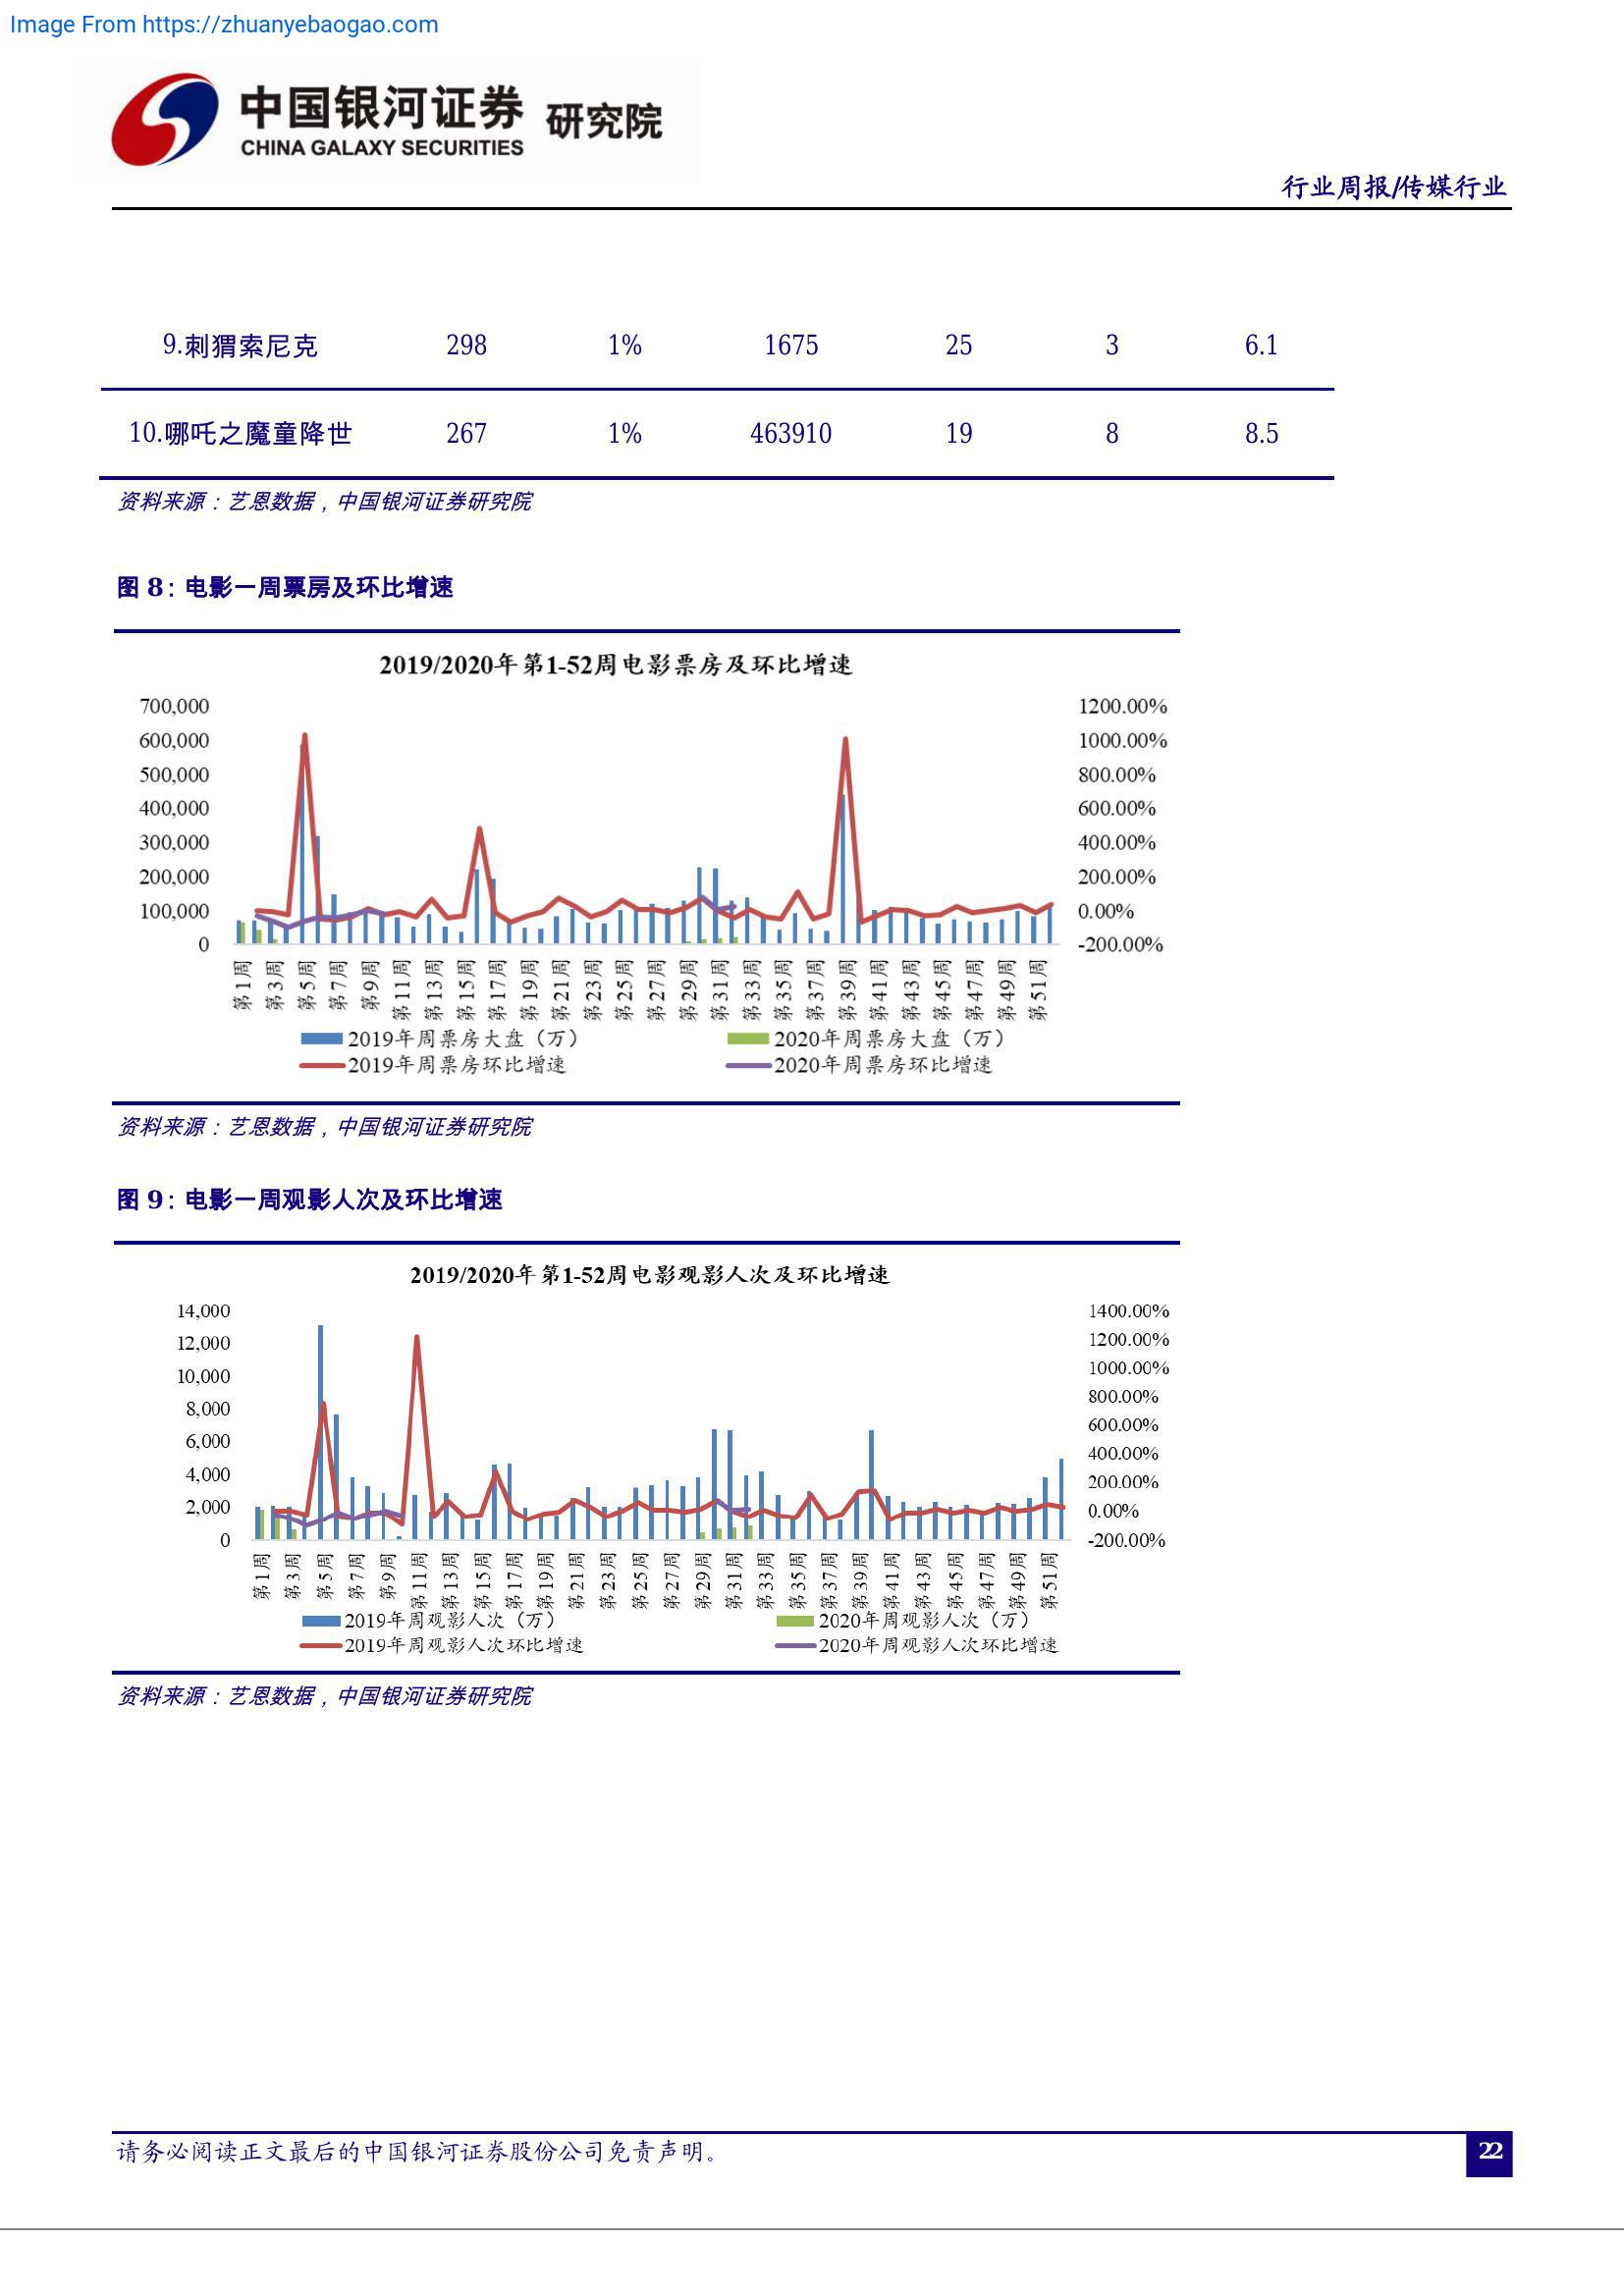 Image From https://zhuanyebaogao.com
中国银河证券 研究院
CHINA GALAXY SECURITIES
行业周报/传媒行业
9.刺猬索尼克 298 1% 1675 25 3 6.1
10.哪吒之魔童降世 267 1% 463910 19 8 8.5
资料来源：艺恩数据，中国银河证券研究院
图 8：电影一周票房及环比增速
2019/2020年第1-52周电影票房及环比增速
700,000 1200.00%
600,000 1000.00%
500,000 800.00%
400,000 600.00%
300,000 400.00%
200,000 200.00%
100,000 0.00%
0 -200.00%
第1周 第3周 第5周 第7周 第9周 第11周 第13周 第15周 第17周 第19周 第21周 第23周 第25周 第27周 第29周 第31周 第33周 第35周 第37周 第39周 第41周 第43周 第45周 第47周 第49周 第51周
2019年周票房大盘（万） 2020年周票房大盘（万）
2019年周票房环比增速 2020年周票房环比增速
资料来源：艺恩数据，中国银河证券研究院
图 9：电影一周观影人次及环比增速
2019/2020年第1-52周电影观影人次及环比增速
14,000 1400.00%
12,000 1200.00%
10,000 1000.00%
8,000 800.00%
6,000 600.00%
4,000 400.00%
2,000 200.00%
0 0.00%
-200.00%
第1周 第3周 第5周 第7周 第9周 第11周 第13周 第15周 第17周 第19周 第21周 第23周 第25周 第27周 第29周 第31周 第33周 第35周 第37周 第39周 第41周 第43周 第45周 第47周 第49周 第51周
2019年周观影人次（万） 2020年周观影人次（万）
2019年周观影人次环比增速 2020年周观影人次环比增速
资料来源：艺恩数据，中国银河证券研究院
请务必阅读正文最后的中国银河证券股份公司免责声明。
22